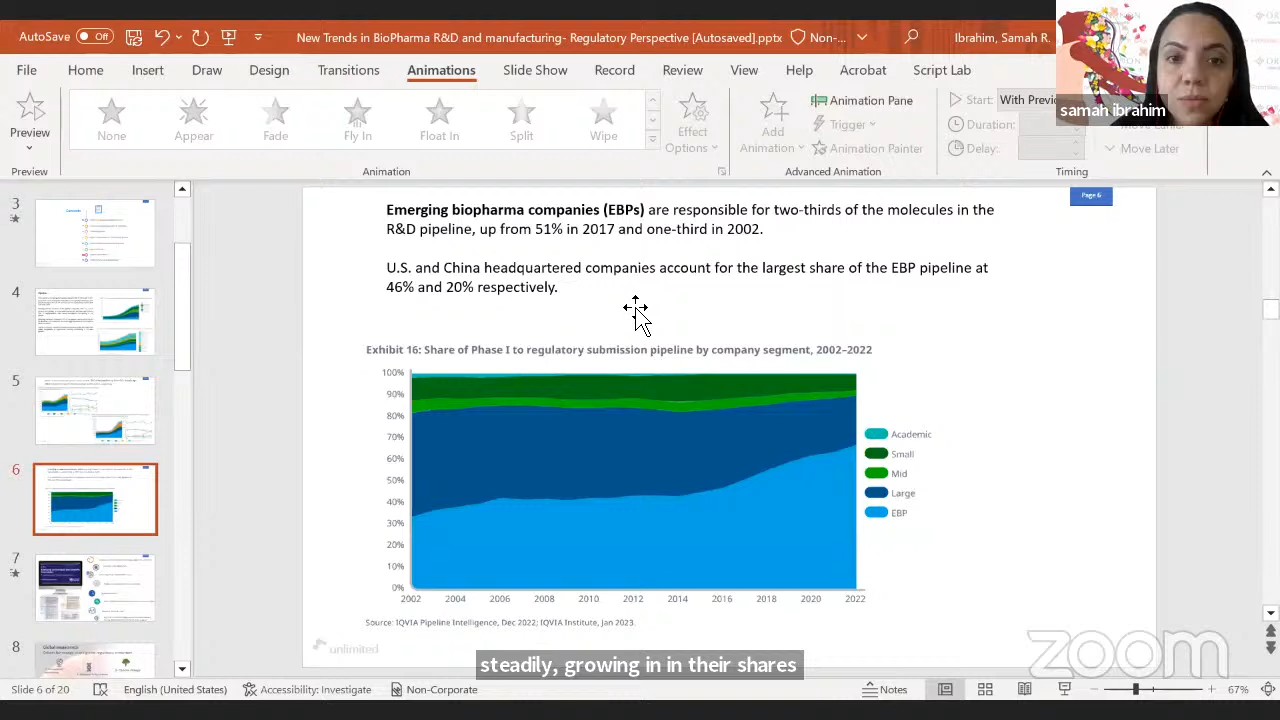 AutoSave Off New Trends in BioPharma R&D and manufacturing- Regulatory Perspective [Autosaved].pptx Non-... Ibrahim, Samah R.
File Home Insert Draw Design Transitions Animations Slide Show Record Review View Help Acrobat Script Lab
Preview None Appear Fade Fly In Float In Split Wipe Effect Options Add Animation
Animation Pane
Trigger
Animation Painter
Start: With Previ
Duration:
Delay:
Move Earlier
Move Later
Preview Animation Advanced Animation Timing
samah ibrahim
3
4
5
6
7
8
Page 6
Emerging biopharma companies (EBPs) are responsible for two-thirds of the molecules in the
R&D pipeline, up from 51% in 2017 and one-third in 2002.
U.S. and China headquartered companies account for the largest share of the EBP pipeline at
46% and 20% respectively.
Exhibit 16: Share of Phase I to regulatory submission pipeline by company segment, 2002–2022
100%
90%
80%
70%
60%
50%
40%
30%
20%
10%
0%
2002 2004 2006 2008 2010 2012 2014 2016 2018 2020 2022
Academic
Small
Mid
Large
EBP
Source: IQVIA Pipeline Intelligence, Dec 2022; IQVIA Institute, Jan 2023.
unlimited
zoom
steadily, growing in in their shares
Slide 6 of 20 English (United States) Accessibility: Investigate Non-Corporate Notes 67%